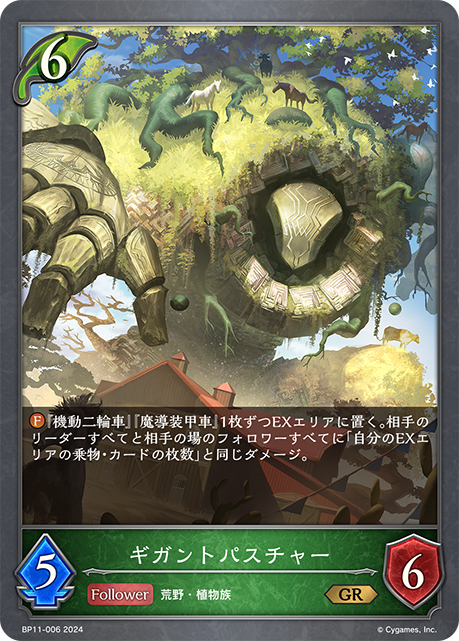 6
F『機動二輪車』『魔導装甲車』1枚ずつEXエリアに置く。相手の
リーダーすべてと相手の場のフォロワーすべてに「自分のEXエ
リアの乗物・カードの枚数」と同じダメージ。
ギガントパスチャー
5
Follower
荒野・植物族
GR
6
BP11-006 2024
© Cygames, Inc.